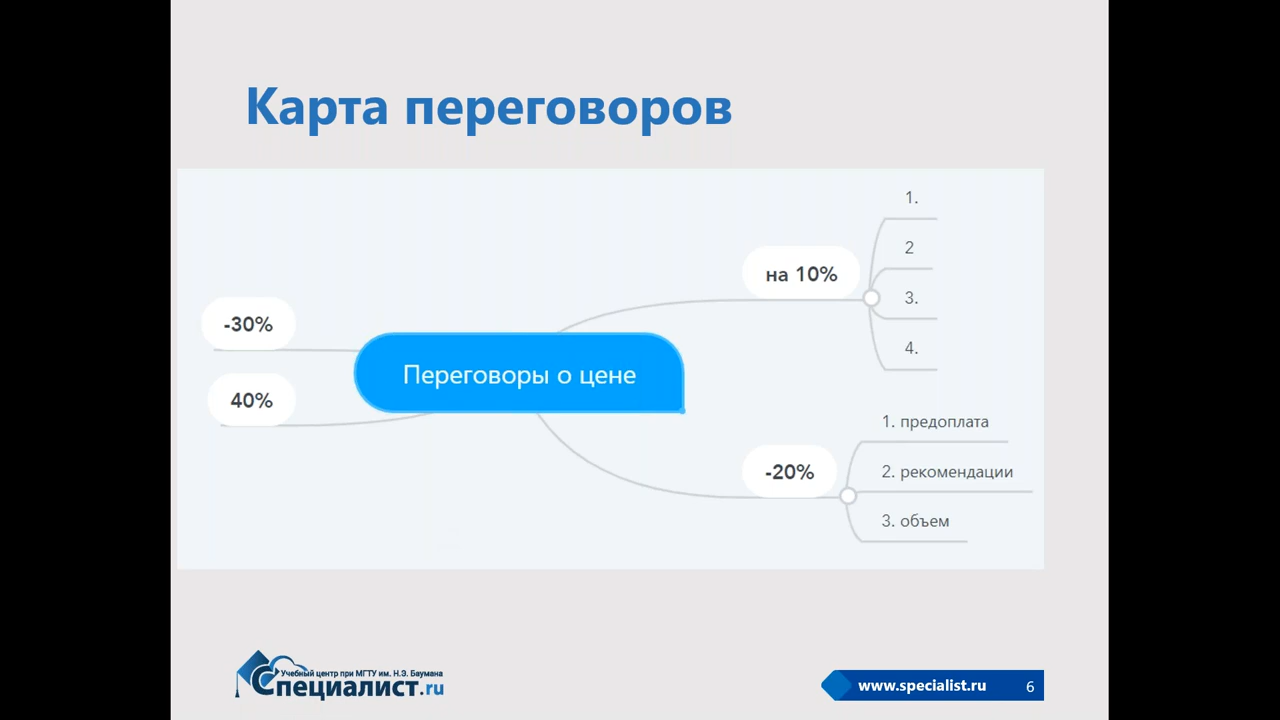 Карта переговоров
-30%
40%
Переговоры о цене
на 10%
1.
2
3.
4.
-20%
1. предоплата
2. рекомендации
3. объем
Учебный центр при МГТУ им. Н.Э. Баумана
Специалист.ru
www.specialist.ru
6